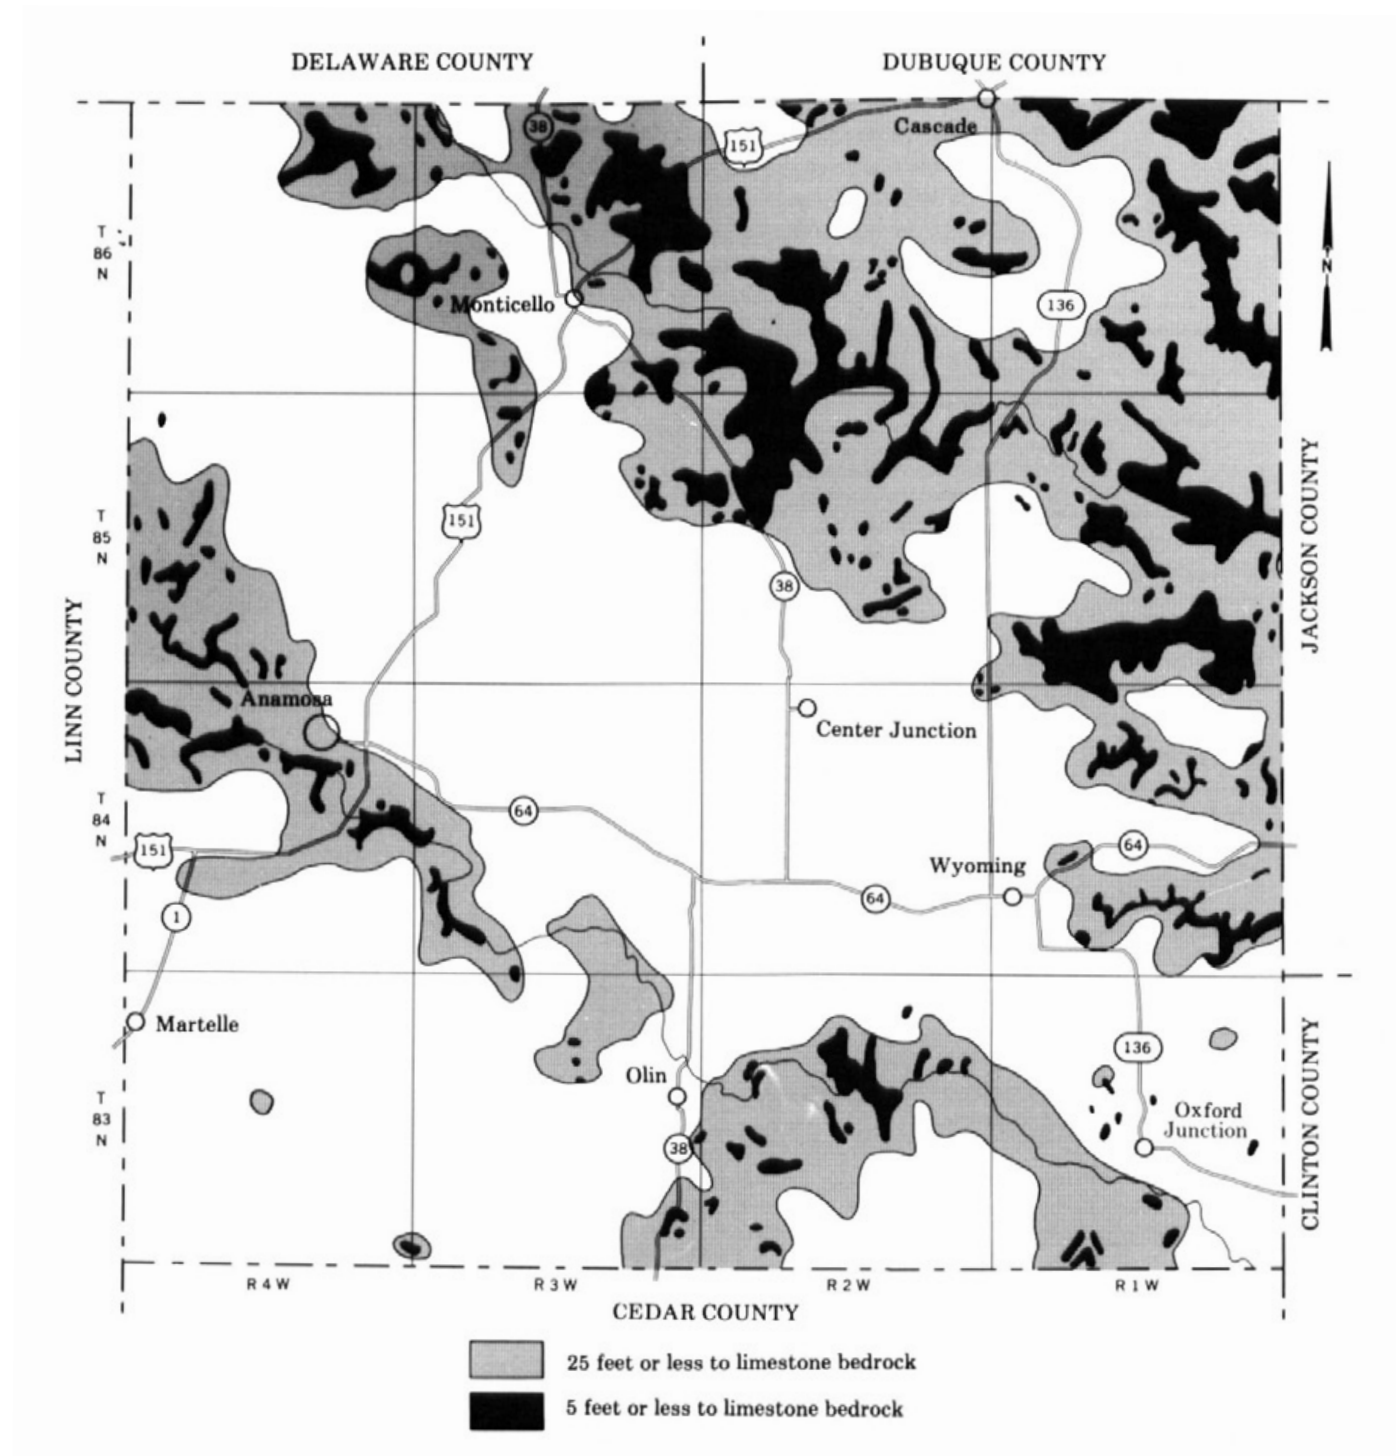 DELAWARE COUNTY
DUBUQUE COUNTY
38
Cascade
151
T
86
N
N
Monticello
136
T
85
N
151
JACKSON COUNTY
38
LINN COUNTY
Anamosa
Center Junction
T
84
N
64
151
64
Wyoming
64
1
Martelle
136
Olin
T
83
N
Oxford
Junction
38
CLINTON COUNTY
R 4 W
R 3 W
R 2 W
R 1 W
CEDAR COUNTY
25 feet or less to limestone bedrock
5 feet or less to limestone bedrock